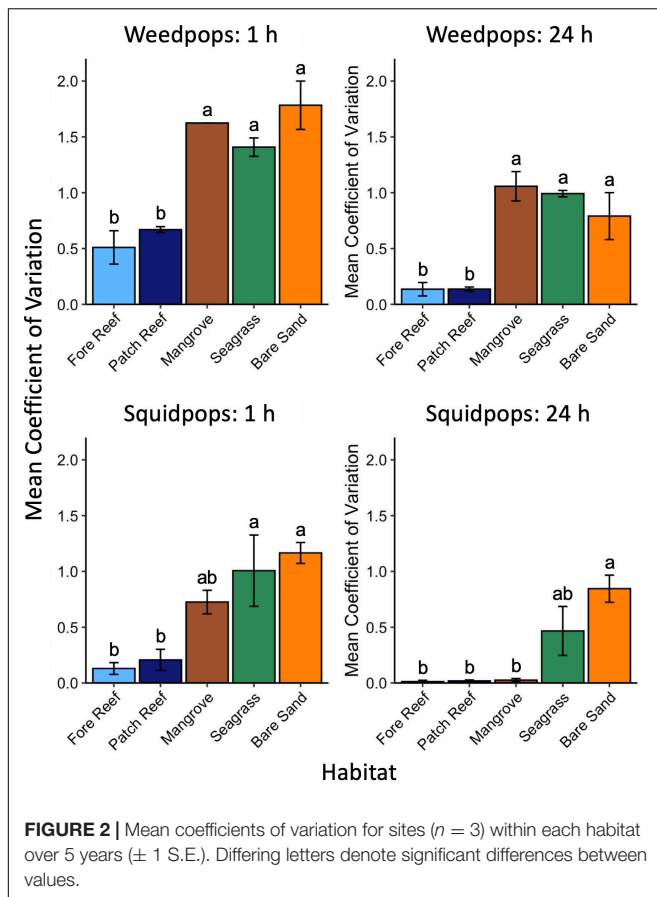 Weedpops: 1 h
Weedpops: 24 h
Mean Coefficient of Variation
2.0
1.5
1.0
0.5
0.0
b
b
a
a
a
Fore Reef
Patch Reef
Mangrove
Seagrass
Bare Sand
Mean Coefficient of Variation
2.0
1.5
1.0
0.5
0.0
b
b
a
a
a
Fore Reef
Patch Reef
Mangrove
Seagrass
Bare Sand
Squidpops: 1 h
Squidpops: 24 h
2.0
1.5
1.0
0.5
0.0
b
b
ab
a
a
Fore Reef
Patch Reef
Mangrove
Seagrass
Bare Sand
Mean Coefficient of Variation
2.0
1.5
1.0
0.5
0.0
b
b
b
ab
a
Fore Reef
Patch Reef
Mangrove
Seagrass
Bare Sand
Habitat
FIGURE 2 | Mean coefficients of variation for sites (n = 3) within each habitat
over 5 years (± 1 S.E.). Differing letters denote significant differences between
values.